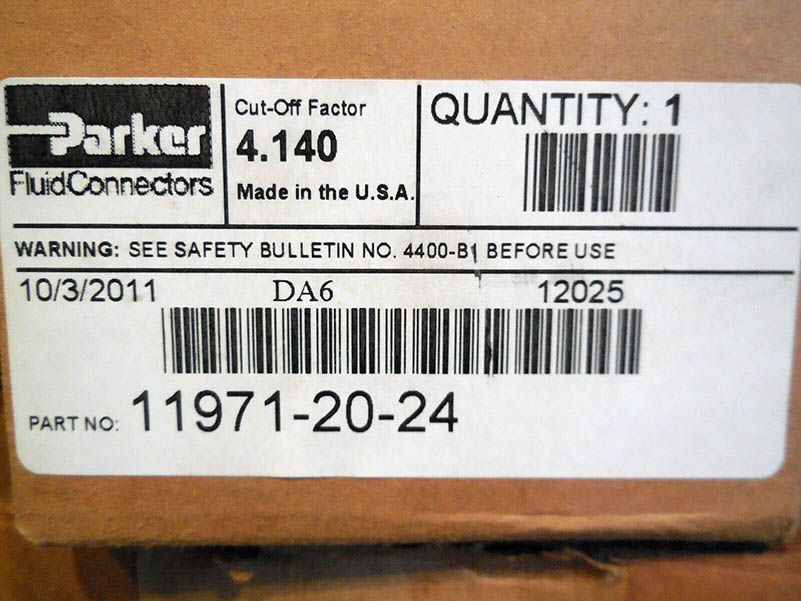 Parker
FluidConnectors
Cut-Off Factor
4.140
Made in the U.S.A.
QUANTITY: 1
WARNING: SEE SAFETY BULLETIN NO. 4400-B1 BEFORE USE
10/3/2011 DA6 12025
PART NO: 11971-20-24